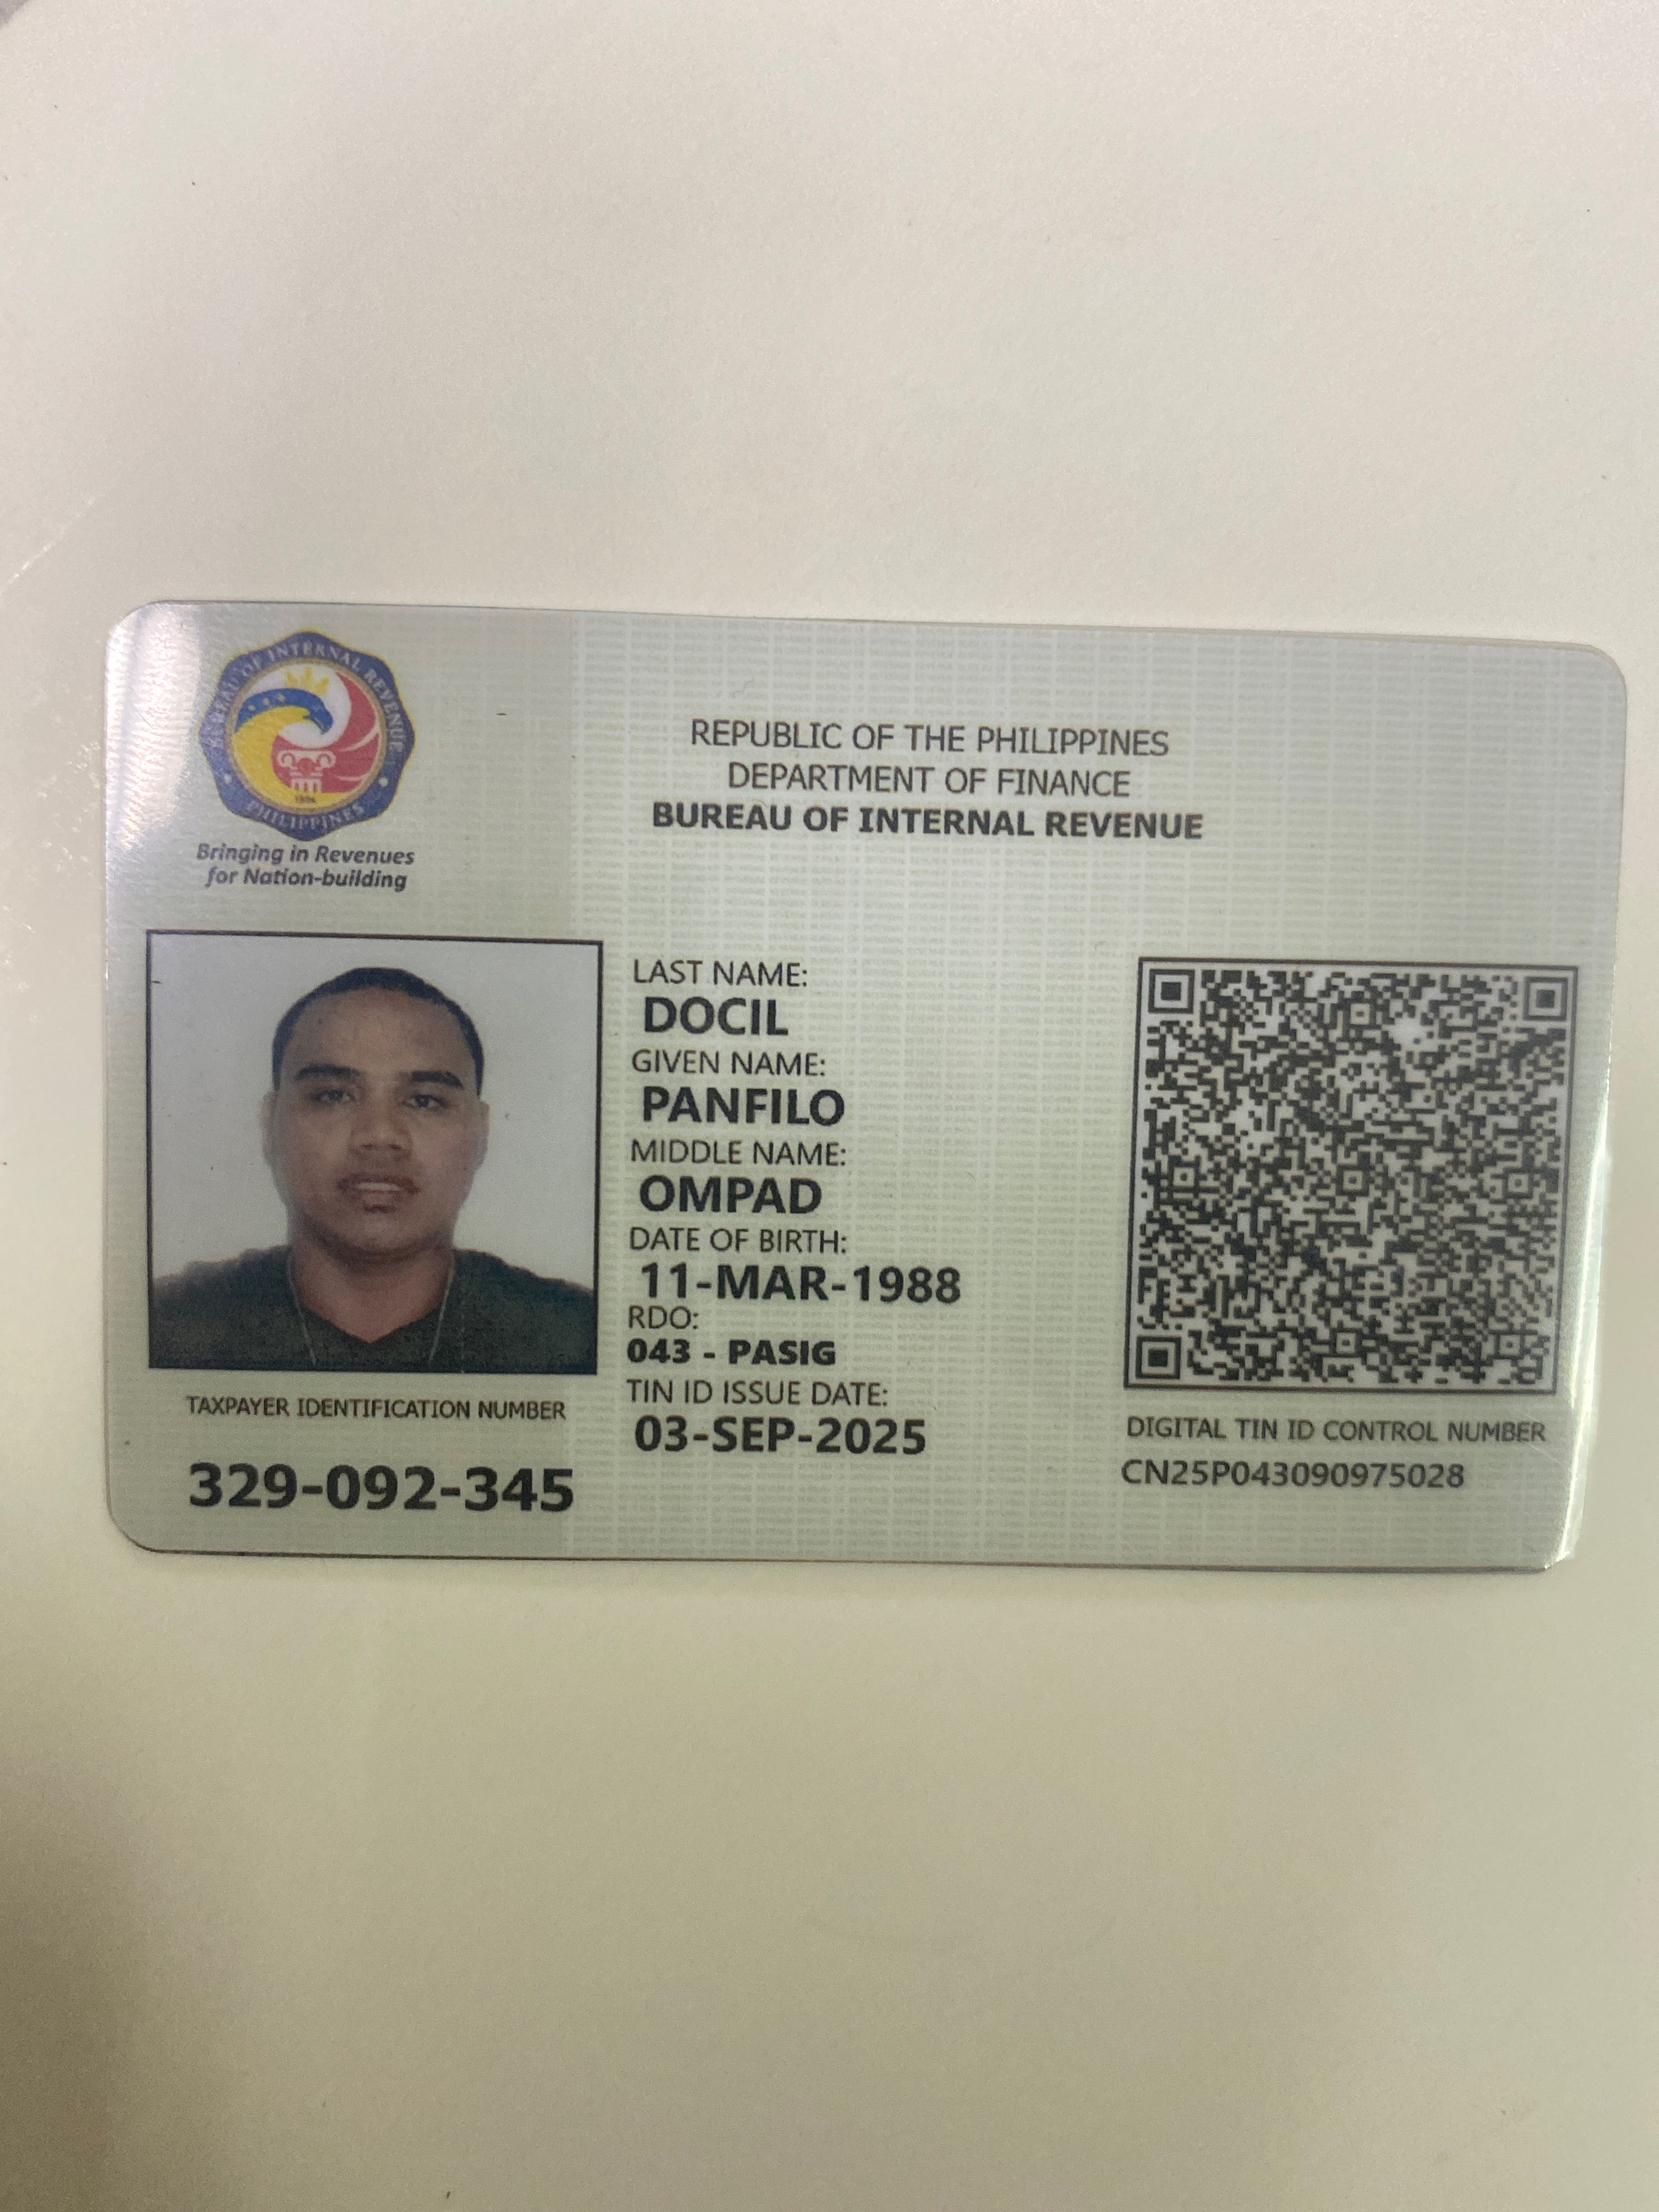 BUREAU OF INTERNAL REVENUE
PHILIPPINES
Bringing in Revenues
for Nation-building
REPUBLIC OF THE PHILIPPINES
DEPARTMENT OF FINANCE
BUREAU OF INTERNAL REVENUE
LAST NAME:
DOCIL
GIVEN NAME:
PANFILO
MIDDLE NAME:
OMPAD
DATE OF BIRTH:
11-MAR-1988
RDO:
043 - PASIG
TIN ID ISSUE DATE:
03-SEP-2025
TAXPAYER IDENTIFICATION NUMBER
329-092-345
DIGITAL TIN ID CONTROL NUMBER
CN25P043090975028